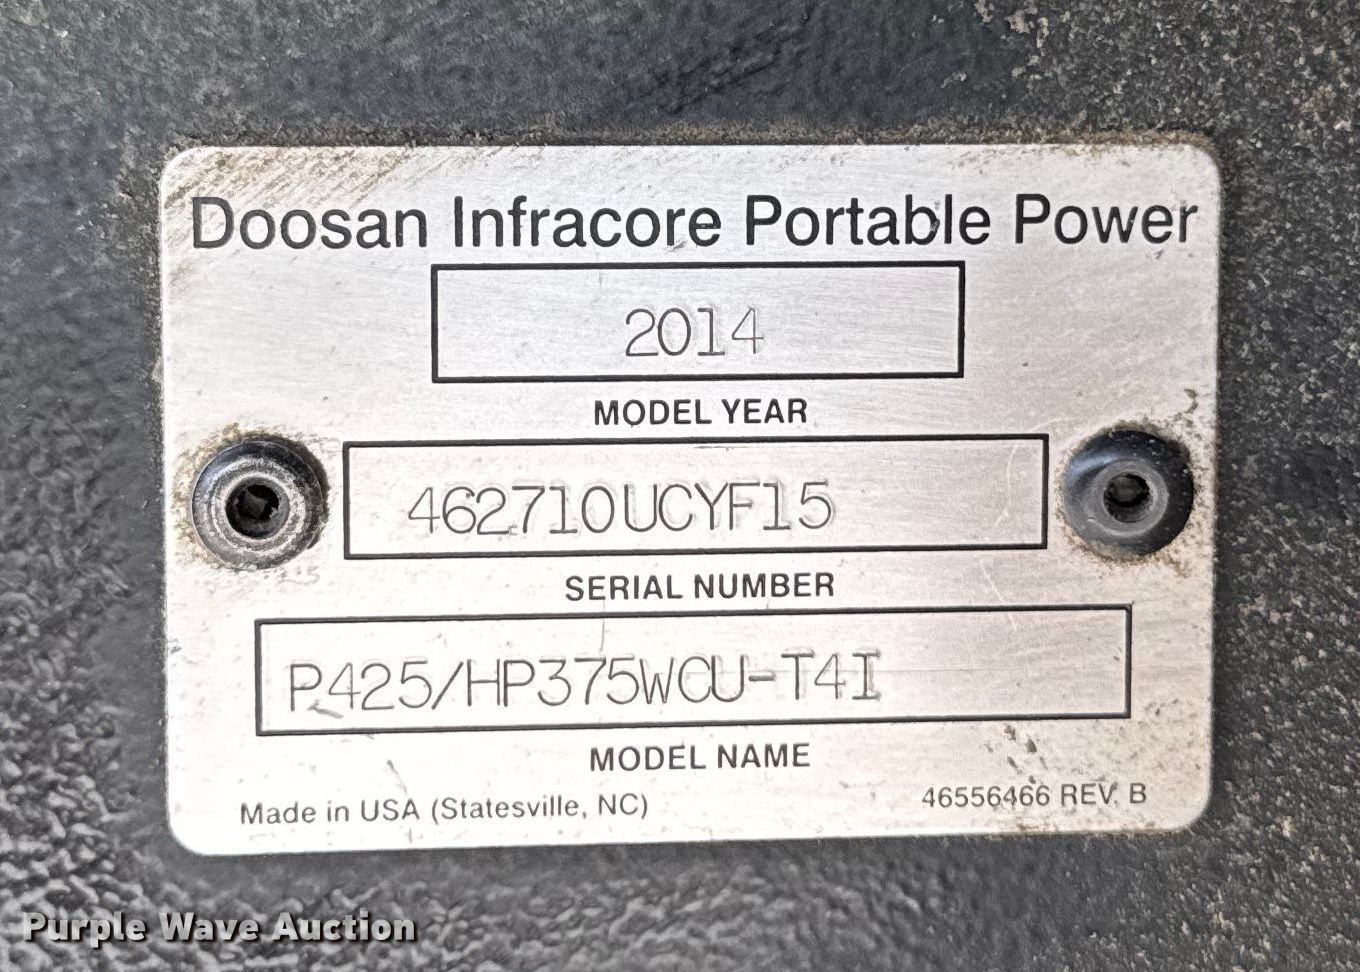 Doosan Infracore Portable Power
2014
MODEL YEAR
462710UCYF15
SERIAL NUMBER
P425/HP375WCU-T4I
MODEL NAME
Made in USA (Statesville, NC)
46556466 REV. B
Purple Wave Auction